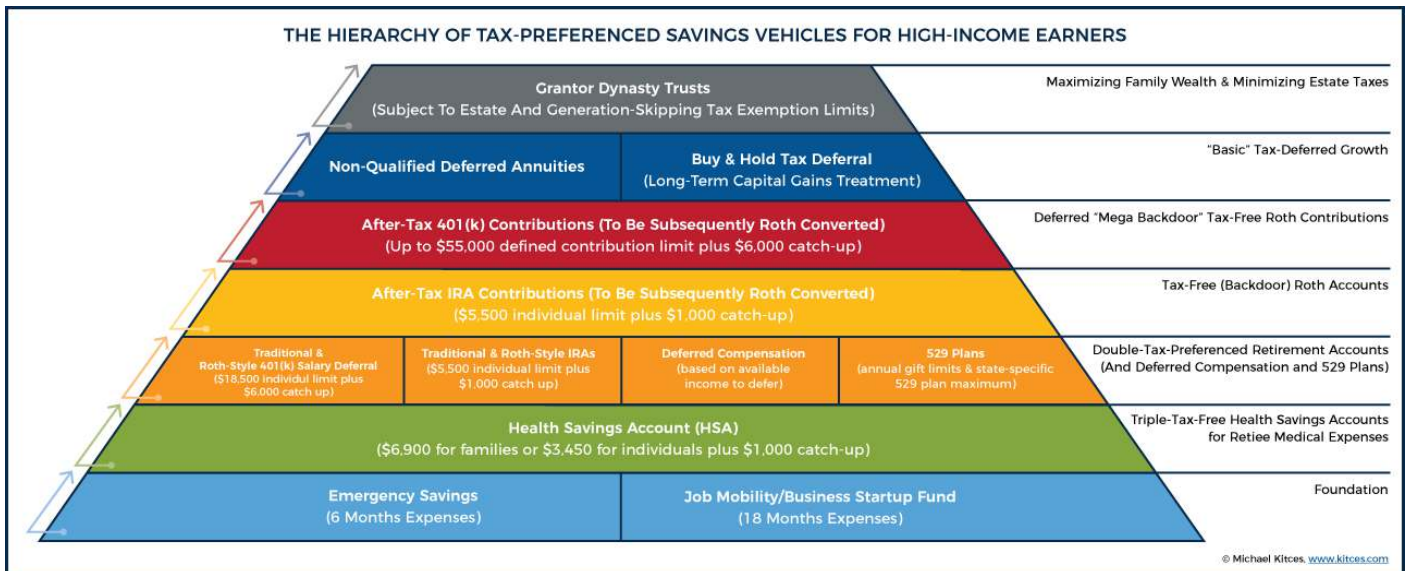 THE HIERARCHY OF TAX-PREFERENCED SAVINGS VEHICLES FOR HIGH-INCOME EARNERS
Grantor Dynasty Trusts
(Subject To Estate And Generation-Skipping Tax Exemption Limits)
Maximizing Family Wealth & Minimizing Estate Taxes
Non-Qualified Deferred Annuities
Buy & Hold Tax Deferral
(Long-Term Capital Gains Treatment)
"Basic" Tax-Deferred Growth
After-Tax 401(k) Contributions (To Be Subsequently Roth Converted)
(Up to $55,000 defined contribution limit plus $6,000 catch-up)
Deferred "Mega Backdoor" Tax-Free Roth Contributions
After-Tax IRA Contributions (To Be Subsequently Roth Converted)
($5,500 individual limit plus $1,000 catch-up)
Tax-Free (Backdoor) Roth Accounts
Traditional &
Roth-Style 401(k) Salary Deferral
($18,500 individul limit plus
$6,000 catch up)
Traditional & Roth-Style IRAs
($5,500 individual limit plus
$1,000 catch up)
Deferred Compensation
(based on available
income to defer)
529 Plans
(annual gift limits & state-specific
529 plan maximum)
Double-Tax-Preferenced Retirement Accounts
(And Deferred Compensation and 529 Plans)
Health Savings Account (HSA)
($6,900 for families or $3,450 for individuals plus $1,000 catch-up)
Triple-Tax-Free Health Savings Accounts
for Retiee Medical Expenses
Emergency Savings
(6 Months Expenses)
Job Mobility/Business Startup Fund
(18 Months Expenses)
Foundation
© Michael Kitces, www.kitces.com